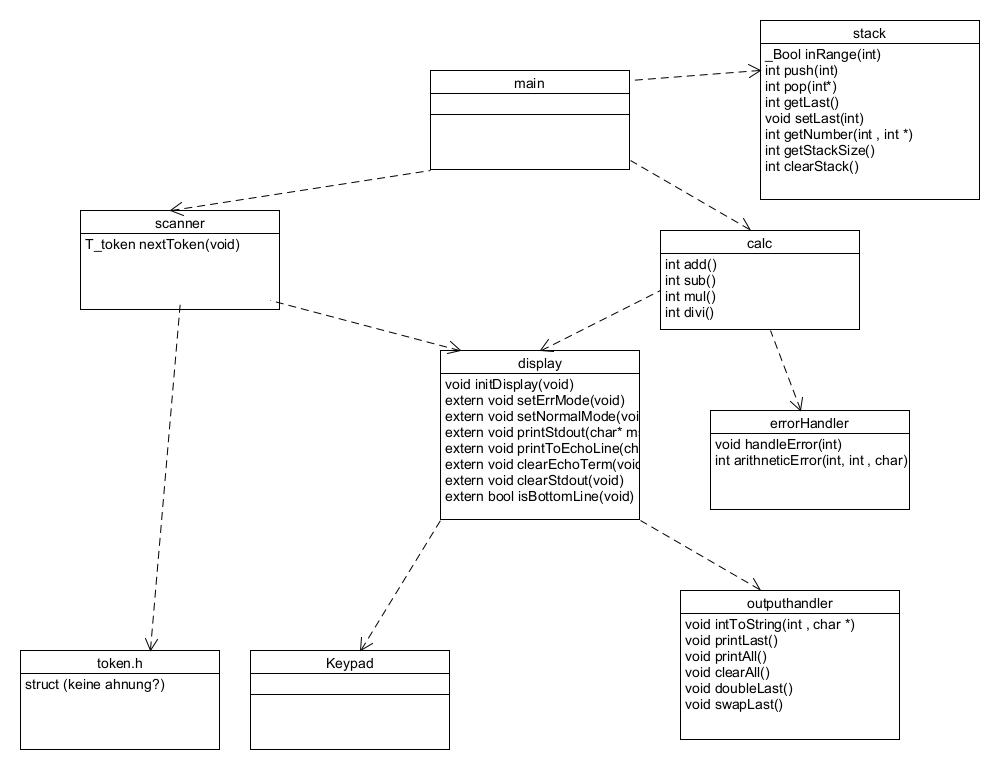 stack
_Bool inRange(int)
int push(int)
int pop(int*)
int getLast()
void setLast(int)
int getNumber(int , int *)
int getStackSize()
int clearStack()
main
scanner
T_token nextToken(void)
calc
int add()
int sub()
int mul()
int divi()
display
void initDisplay(void)
extern void setErrMode(void)
extern void setNormalMode(voi
extern void printStdout(char* m
extern void printToEchoLine(ch
extern void clearEchoTerm(void
extern void clearStdout(void)
extern bool isBottomLine(void)
errorHandler
void handleError(int)
int arithneticError(int, int , char)
outputhandler
void intToString(int , char *)
void printLast()
void printAll()
void clearAll()
void doubleLast()
void swapLast()
token.h
struct (keine ahnung?)
Keypad